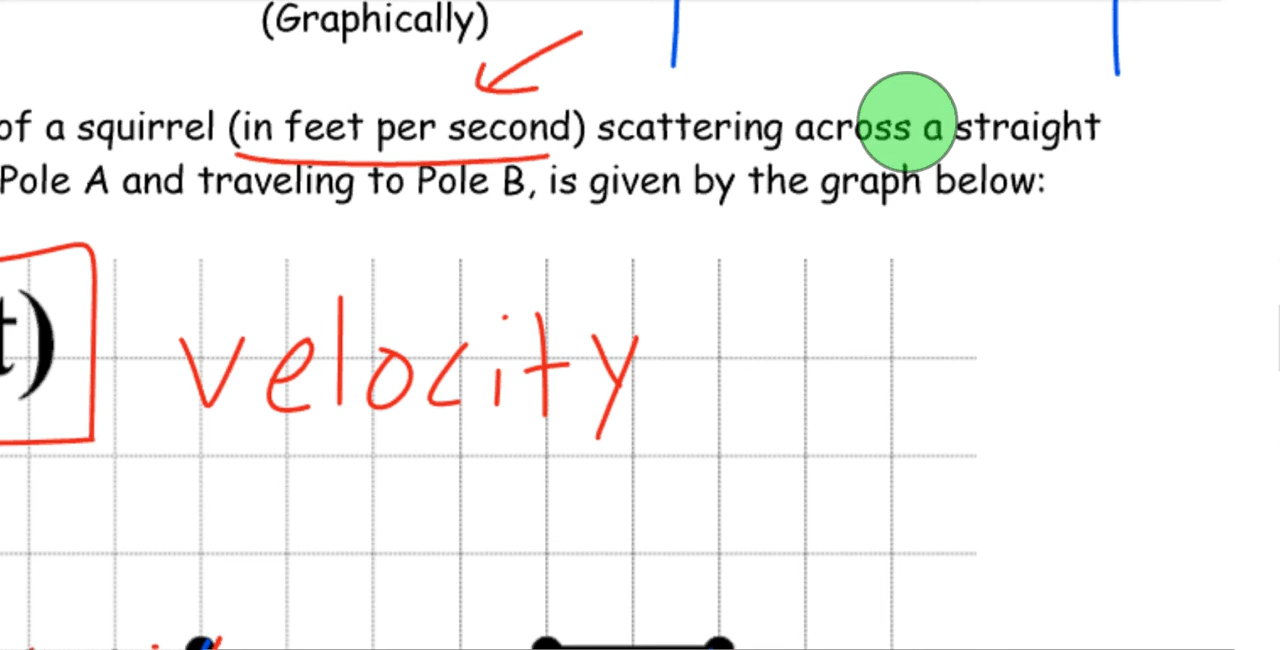 (Graphically)
of a squirrel (in feet per second) scattering across a straight
Pole A and traveling to Pole B, is given by the graph below:
t) velocity